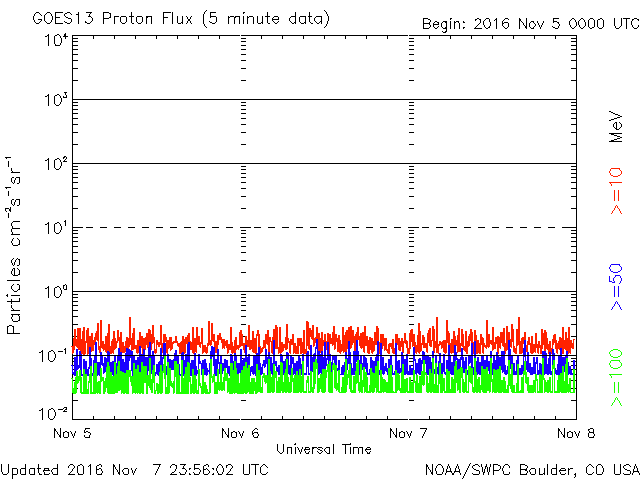 GOES13 Proton Flux (5 minute data)
Begin: 2016 Nov 5 0000 UTC
10⁴
10³
10²
10¹
10⁰
10⁻¹
10⁻²
Particles cm⁻²s⁻¹sr⁻¹
MeV
>=10
>=50
>=100
Nov 5
Nov 6
Nov 7
Nov 8
Universal Time
Updated 2016 Nov 7 23:56:02 UTC
NOAA/SWPC Boulder, CO USA